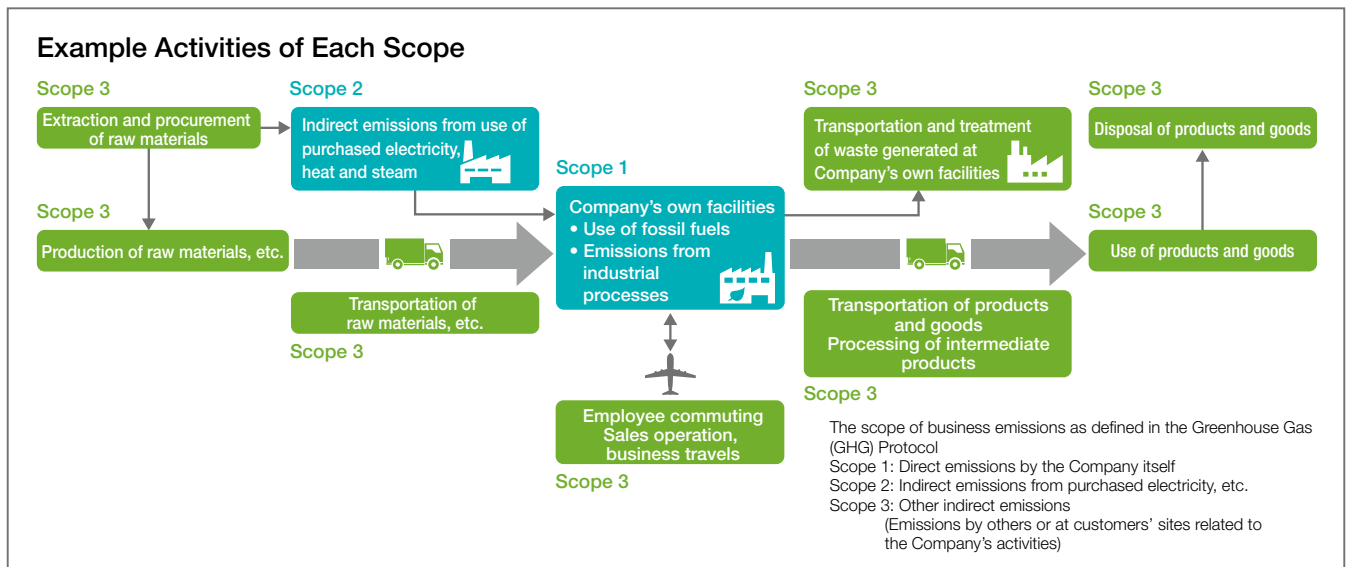 Example Activities of Each Scope
Scope 3
Extraction and procurement
of raw materials
Scope 2
Indirect emissions from use of
purchased electricity,
heat and steam
Scope 3
Production of raw materials, etc.
Transportation of
raw materials, etc.
Scope 3
Scope 1
Company's own facilities
• Use of fossil fuels
• Emissions from
industrial
processes
Employee commuting
Sales operation,
business travels
Scope 3
Scope 3
Transportation and treatment
of waste generated at
Company's own facilities
Transportation of products
and goods
Processing of intermediate
products
Scope 3
Scope 3
Disposal of products and goods
Scope 3
Use of products and goods
The scope of business emissions as defined in the Greenhouse Gas
(GHG) Protocol
Scope 1: Direct emissions by the Company itself
Scope 2: Indirect emissions from purchased electricity, etc.
Scope 3: Other indirect emissions
(Emissions by others or at customers' sites related to
the Company's activities)